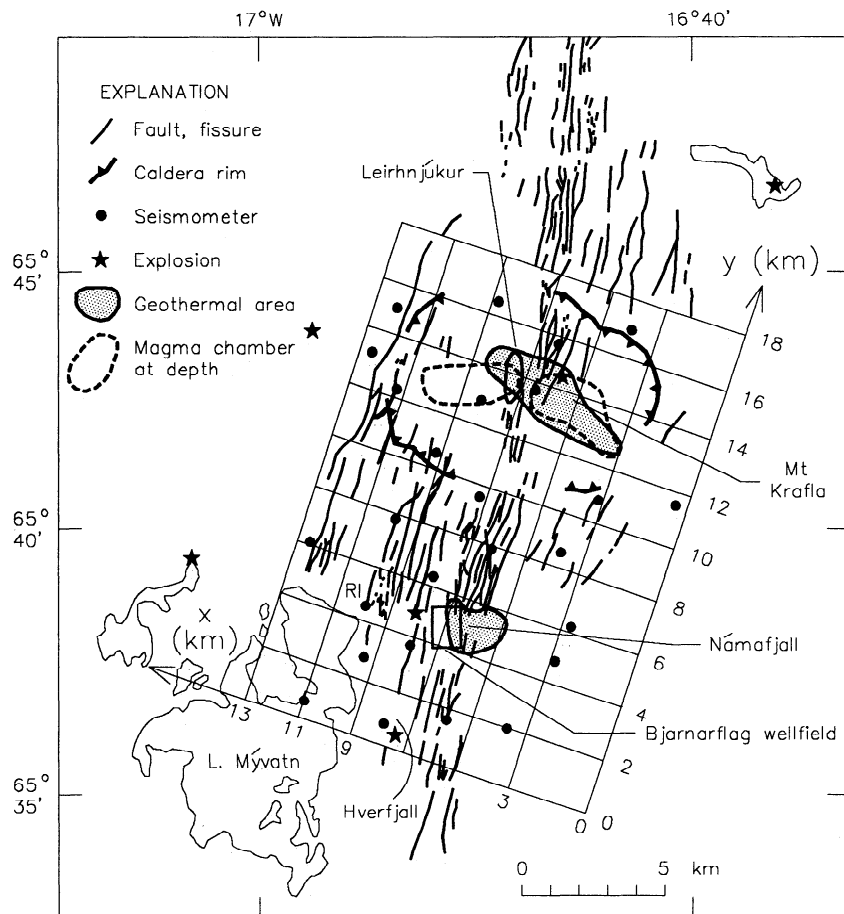 17°W
16°40'
EXPLANATION
Fault, fissure
Caldera rim
Seismometer
Explosion
Geothermal area
Magma chamber
at depth
Leirhnjúkur
65°
45'
y (km)
18
16
14
12
10
8
6
4
2
0
Mt
Krafla
65°
40'
RI
x
(km)
Námafjall
Bjarnarflag wellfield
13
11
9
3
0
L. Mývatn
Hverfjall
65°
35'
0 5 km